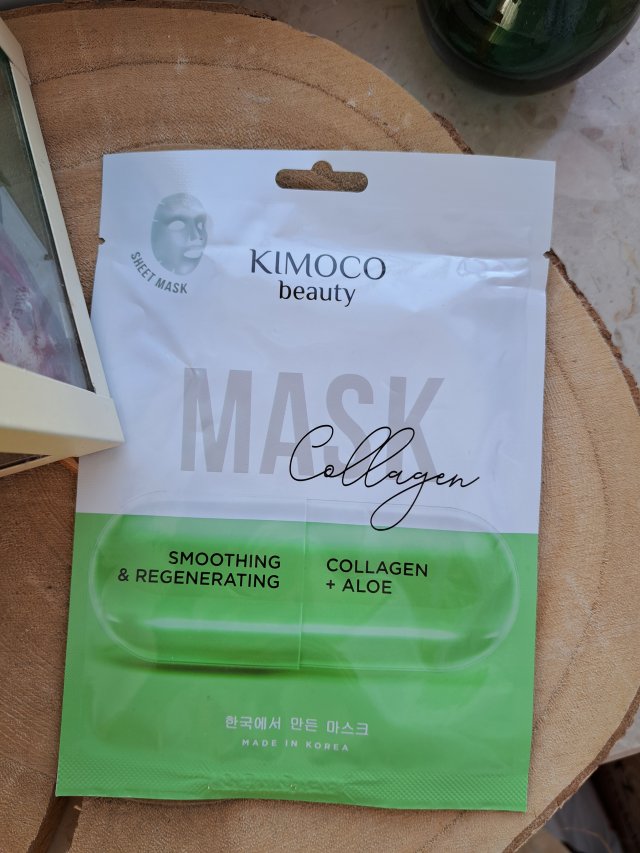 SHEET MASK
KIMOCO
beauty
MASK
Collagen
SMOOTHING
& REGENERATING
COLLAGEN
+ ALOE
한국에서 만든 마스크
MADE IN KOREA